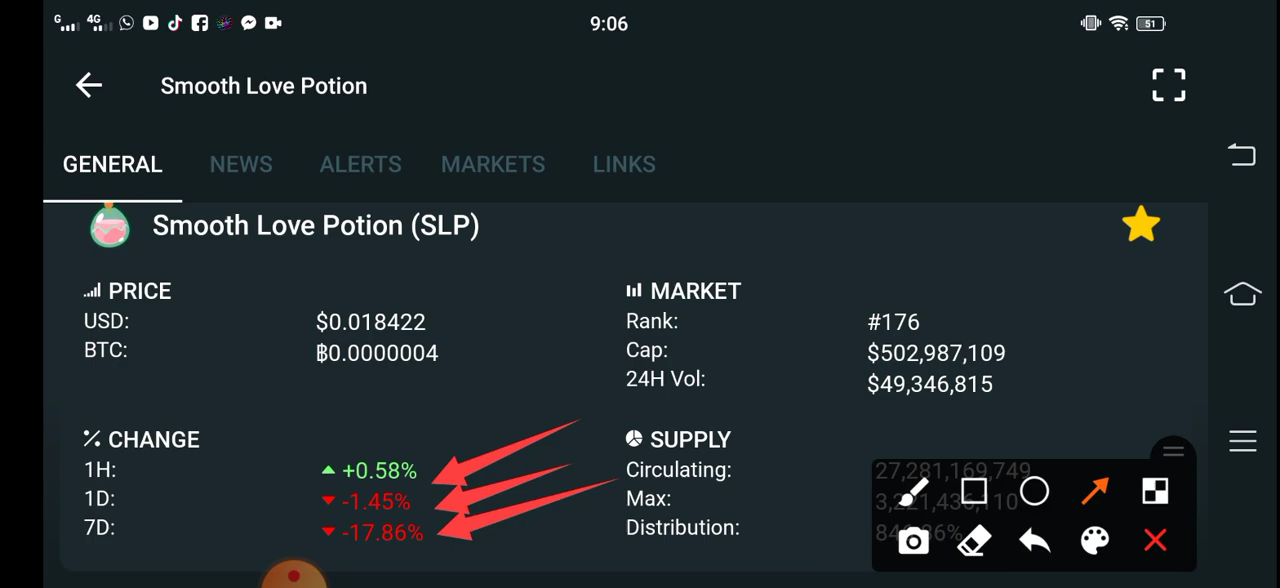 G 4G 9:06 51
Smooth Love Potion
GENERAL NEWS ALERTS MARKETS LINKS
Smooth Love Potion (SLP)
PRICE
USD: $0.018422
BTC: ฿0.0000004
MARKET
Rank: #176
Cap: $502,987,109
24H Vol: $49,346,815
% CHANGE
1H: +0.58%
1D: -1.45%
7D: -17.86%
SUPPLY
Circulating: 27,281,169,749
Max:
Distribution: